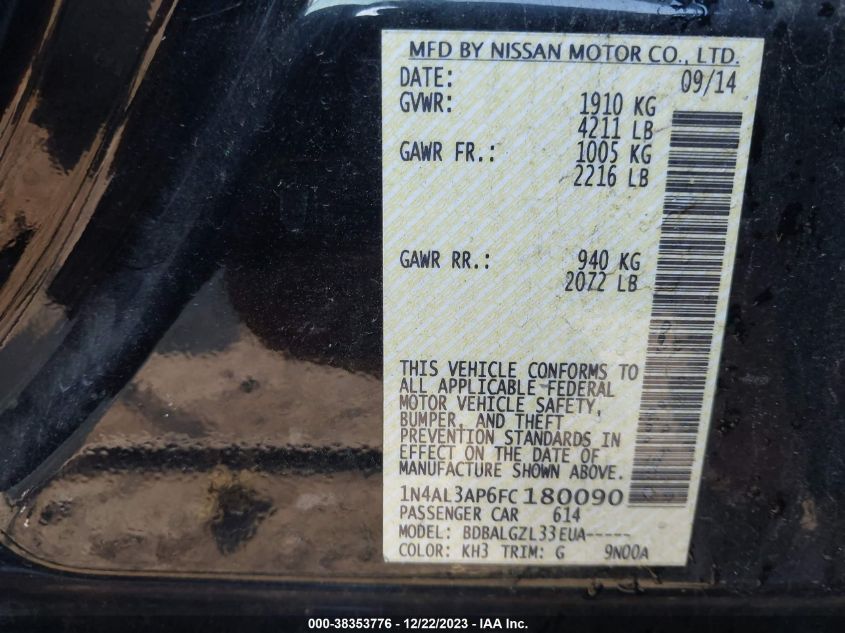 MFD BY NISSAN MOTOR CO., LTD.
DATE: 09/14
GVWR: 1910 KG
4211 LB
GAWR FR.: 1005 KG
2216 LB
GAWR RR.: 940 KG
2072 LB
THIS VEHICLE CONFORMS TO
ALL APPLICABLE FEDERAL
MOTOR VEHICLE SAFETY,
BUMPER, AND THEFT
PREVENTION STANDARDS IN
EFFECT ON THE DATE OF
MANUFACTURE SHOWN ABOVE.
1N4AL3AP6FC180090
PASSENGER CAR 614
MODEL: BDBALGZL33EUA-----
COLOR: KH3 TRIM: G 9N00A
000-38353776 - 12/22/2023 - IAA Inc.